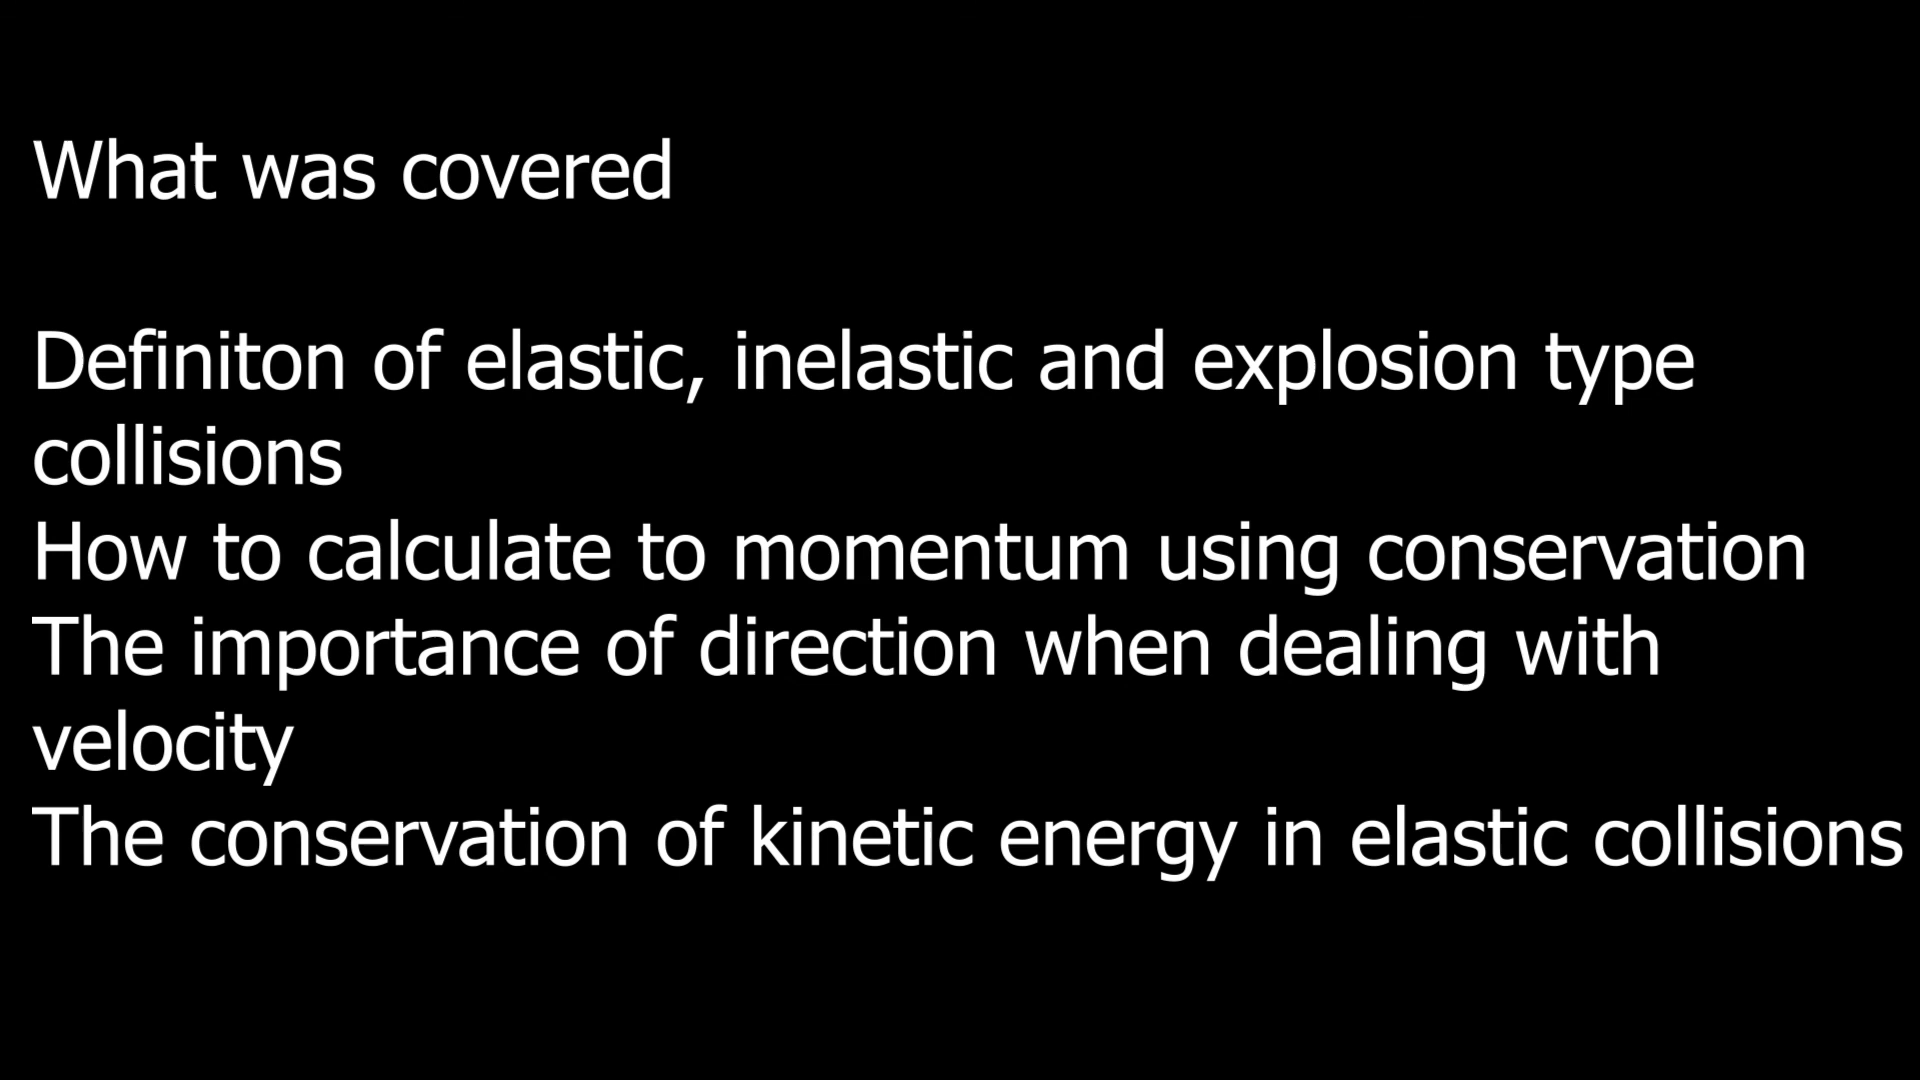 What was covered
Definiton of elastic, inelastic and explosion type
collisions
How to calculate to momentum using conservation
The importance of direction when dealing with
velocity
The conservation of kinetic energy in elastic collisions